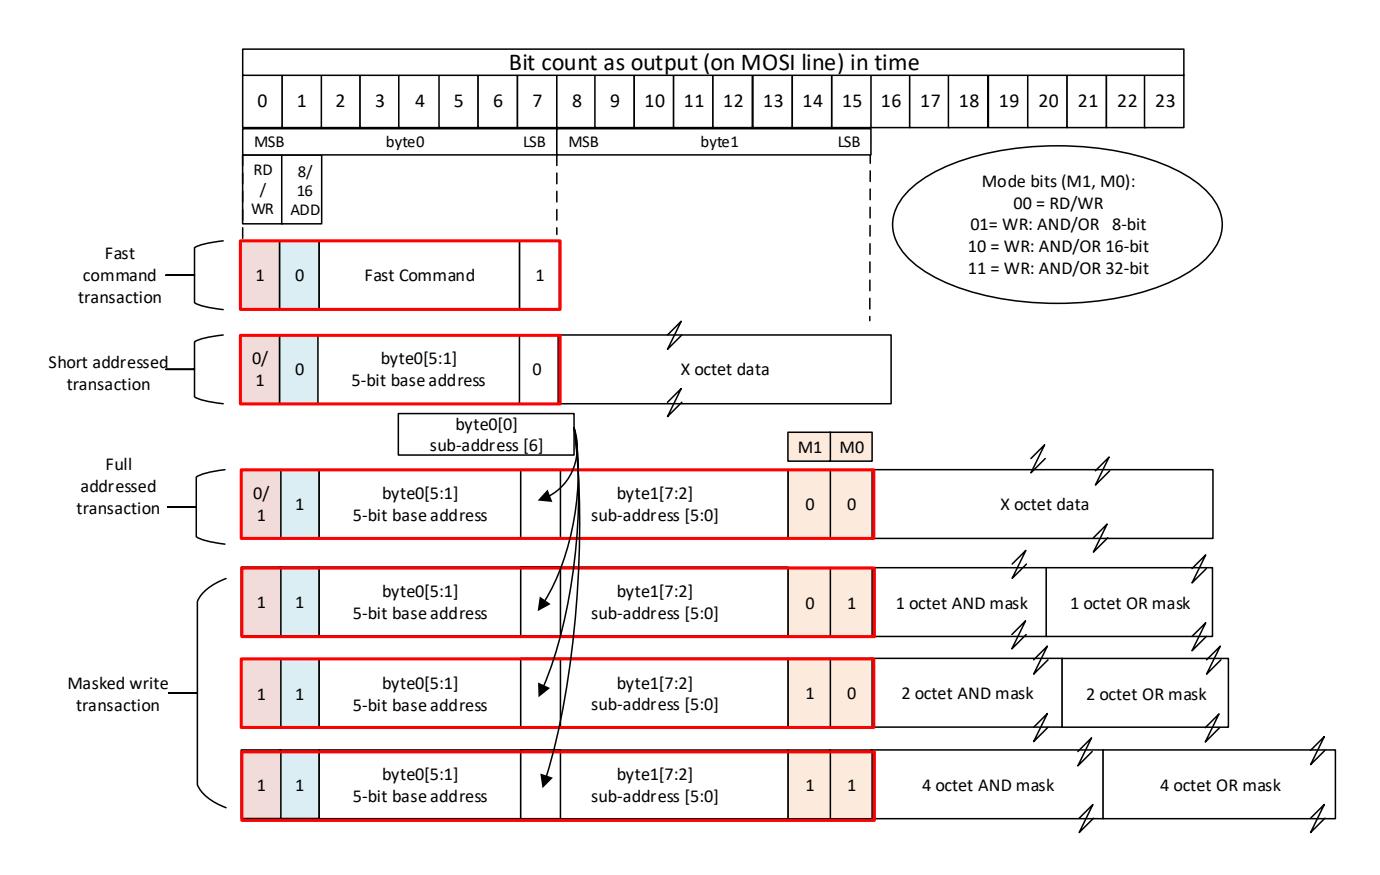 Bit count as output (on MOSI line) in time
0 1 2 3 4 5 6 7 8 9 10 11 12 13 14 15 16 17 18 19 20 21 22 23
MSB byte0 LSB MSB byte1 LSB
RD
/
WR
8/
16
ADD
Mode bits (M1, M0):
00 = RD/WR
01= WR: AND/OR 8-bit
10 = WR: AND/OR 16-bit
11 = WR: AND/OR 32-bit
Fast
command
transaction
1 0 Fast Command 1
Short addressed
transaction
0/
1
0
byte0[5:1]
5-bit base address
0
X octet data
byte0[0]
sub-address [6]
M1 M0
Full
addressed
transaction
0/
1
1
byte0[5:1]
5-bit base address
byte1[7:2]
sub-address [5:0]
0 0
X octet data
Masked write
transaction
1 1
byte0[5:1]
5-bit base address
byte1[7:2]
sub-address [5:0]
0 1
1 octet AND mask
1 octet OR mask
1 1
byte0[5:1]
5-bit base address
byte1[7:2]
sub-address [5:0]
1 0
2 octet AND mask
2 octet OR mask
1 1
byte0[5:1]
5-bit base address
byte1[7:2]
sub-address [5:0]
1 1
4 octet AND mask
4 octet OR mask